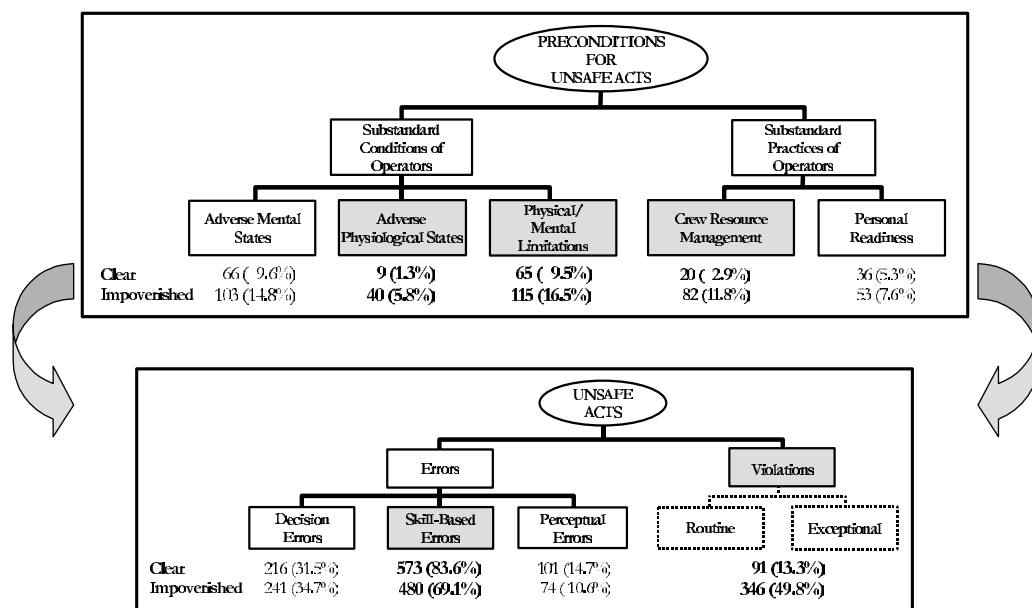 PRECONDITIONS
FOR
UNSAFE ACTS
Substandard
Conditions of
Operators
Substandard
Practices of
Operators
Adverse Mental
States
Adverse
Physiological States
Physical/
Mental
Limitations
Crew Resource
Management
Personal
Readiness
Clear 66 ( 9.6%) 9 (1.3%) 65 ( 9.5%) 20 ( 2.9%) 36 (5.3%)
Impoverished 103 (14.8%) 40 (5.8%) 115 (16.5%) 82 (11.8%) 53 (7.6%)
UNSAFE
ACTS
Errors
Violations
Decision
Errors
Skill-Based
Errors
Perceptual
Errors
Routine
Exceptional
Clear 216 (31.5%) 573 (83.6%) 101 (14.7%) 91 (13.3%)
Impoverished 241 (34.7%) 480 (69.1%) 74 (10.6%) 346 (49.8%)